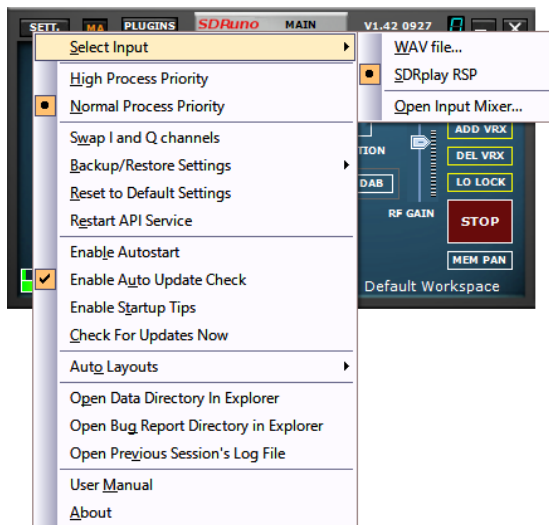 SETT. MA PLUGINS SDRuno MAIN V1.42 0927
Select Input
WAV file...
SDRplay RSP
Open Input Mixer...
High Process Priority
Normal Process Priority
Swap I and Q channels
Backup/Restore Settings
Reset to Default Settings
Restart API Service
Enable Autostart
Enable Auto Update Check
Enable Startup Tips
Check For Updates Now
Auto Layouts
Open Data Directory In Explorer
Open Bug Report Directory in Explorer
Open Previous Session's Log File
User Manual
About
ADD VRX
TION
DEL VRX
DAB
LO LOCK
RF GAIN
STOP
MEM PAN
Default Workspace